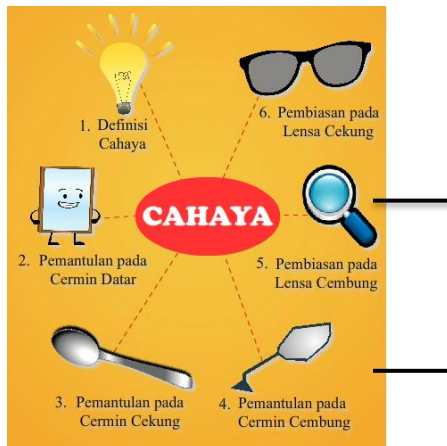 1. Definisi
Cahaya
6. Pembiasan pada
Lensa Cekung
CAHAYA
2. Pemantulan pada
Cermin Datar
5. Pembiasan pada
Lensa Cembung
3. Pemantulan pada
Cermin Cekung
4. Pemantulan pada
Cermin Cembung